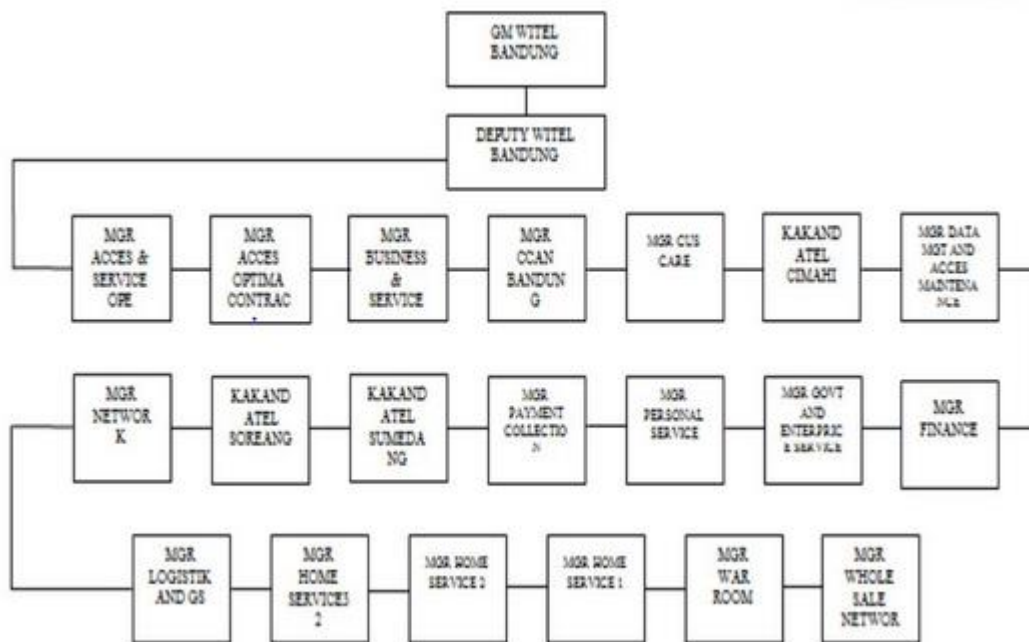 GM WITEL
BANDUNG
DEPUTY WITEL
BANDUNG
MGR
ACCES &
SERVICE
OPE
MGR
ACCES
OPTIMA
CONTRAC
MGR
BUSINESS
&
SERVICE
MGR
CCAN
BANDUN
G
MGR CUS
CARE
KAKAND
ATEL
CIMAHI
MGR DATA
MGT AND
ACCES
MAINTENA
NCE
MGR
NETWOR
K
KAKAND
ATEL
SOREANG
KAKAND
ATEL
SUMEDA
NG
MGR
PAYMENT
COLLECTIO
N
MGR
PERSONAL
SERVICE
MGR GOVT
AND
ENTERPRIC
E SERVICE
MGR
FINANCE
MGR
LOGISTIK
AND GS
MGR
HOME
SERVICES
2
MGR HOME
SERVICE 2
MGR HOME
SERVICE 1
MGR
WAR
ROOM
MGR
WHOLE
SALE
NETWOR